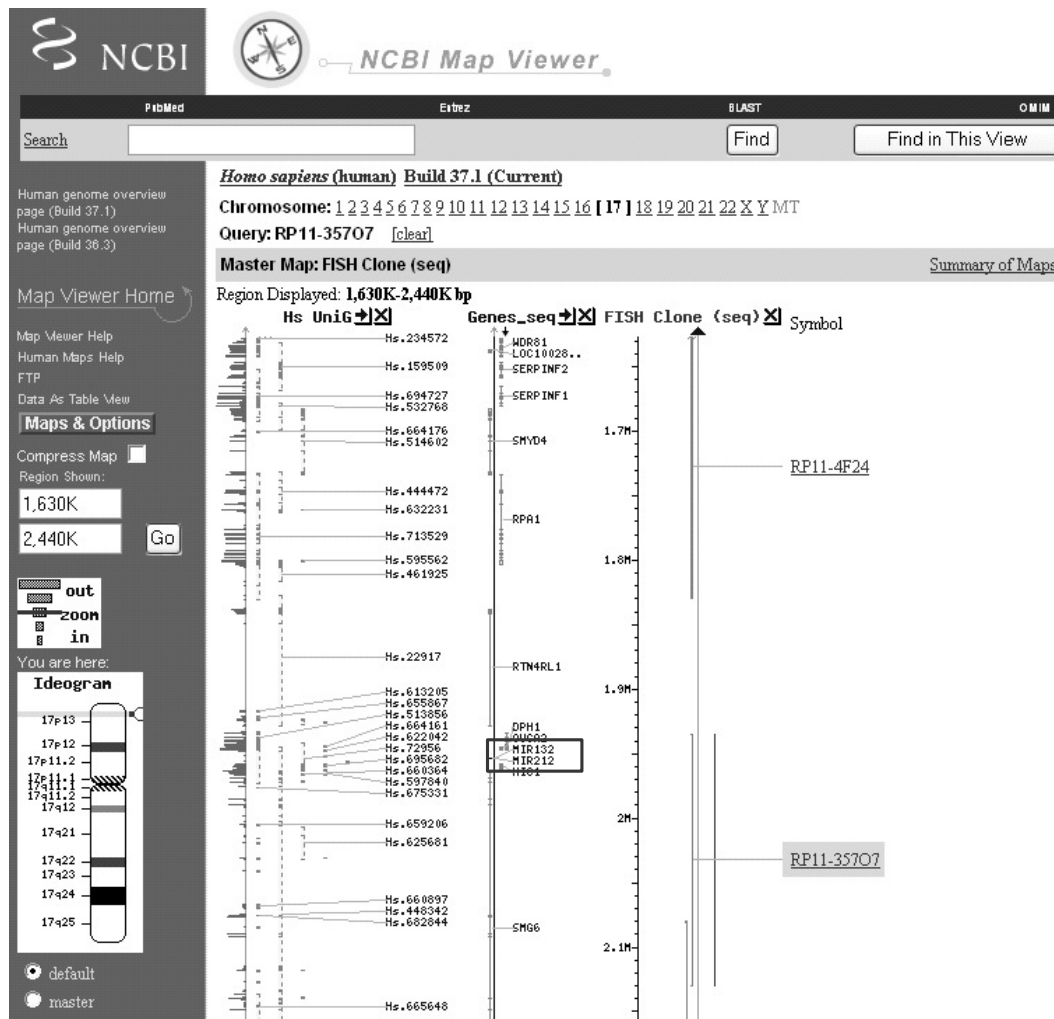 NCBI
NCBI Map Viewer
PubMed Entrez BLAST OMIM
Search Find Find in This View
Homo sapiens (human) Build 37.1 (Current)
Chromosome: 1 2 3 4 5 6 7 8 9 10 11 12 13 14 15 16 [ 17 ] 18 19 20 21 22 X Y MT
Query: RP11-357O7 [clear]
Master Map: FISH Clone (seq) Summary of Maps
Region Displayed: 1,630K-2,440K bp
Human genome overview
page (Build 37.1)
Human genome overview
page (Build 36.3)
Map Viewer Home
Map Viewer Help
Human Maps Help
FTP
Data As Table View
Maps & Options
Compress Map
Region Shown:
1,630K
2,440K Go
out
zoom
in
You are here:
Ideogram
17p13
17p12
17p11.2
17p11.1
17q11.1
17q11.2
17q12
17q21
17q22
17q23
17q24
17q25
default
master
Hs UniG
Hs.234572
Hs.159509
Hs.694727
Hs.532768
Hs.664176
Hs.514602
Hs.444472
Hs.632231
Hs.713529
Hs.595562
Hs.461925
Hs.22917
Hs.613205
Hs.655867
Hs.513856
Hs.664161
Hs.622042
Hs.72956
Hs.695682
Hs.660364
Hs.597840
Hs.675331
Hs.659206
Hs.625681
Hs.660897
Hs.448342
Hs.682844
Hs.665648
Genes_seq
WDR81
LOC10028..
SERPINF2
SERPINF1
SMYD4
RPA1
RTN4RL1
DPH1
OVCA2
MIR132
MIR212
HIC1
SMG6
FISH Clone (seq)
1.7M
1.8M
1.9M
2M
2.1M
Symbol
RP11-4F24
RP11-357O7